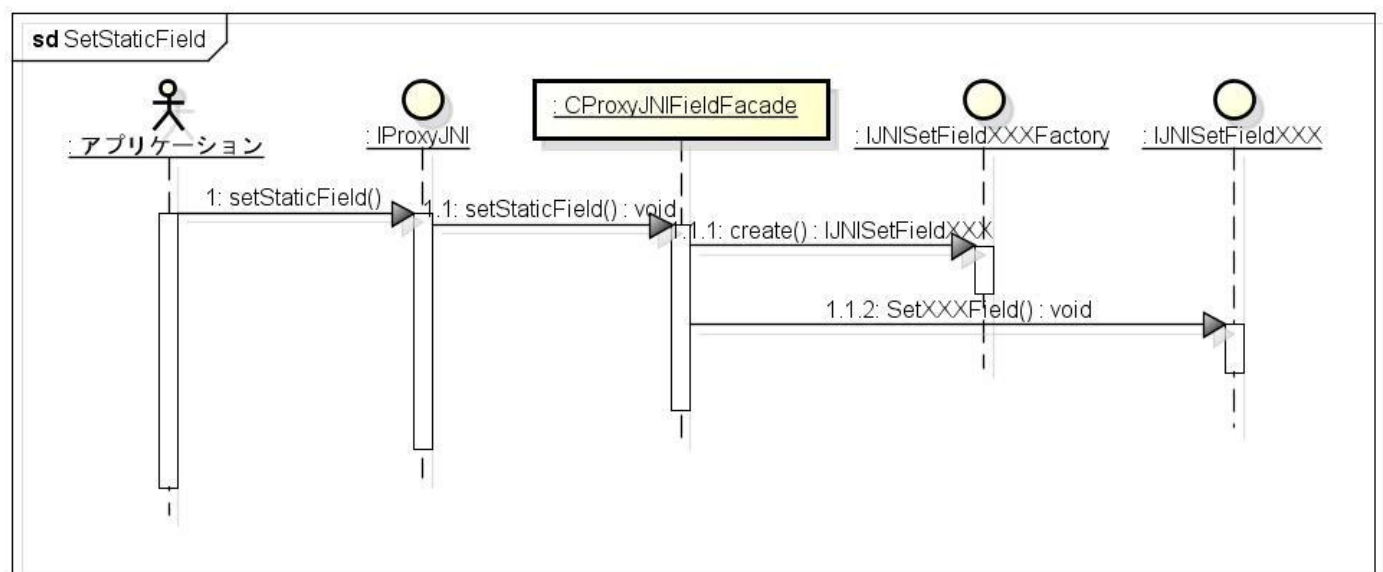 sd SetStaticField
: アプリケーション
: IProxyJNI
: CProxyJNIFieldFacade
: IJNISetFieldXXXFactory
: IJNISetFieldXXX
1: setStaticField()
1.1: setStaticField() : void
1.1.1: create() : IJNISetFieldXXX
1.1.2: SetXXXField() : void